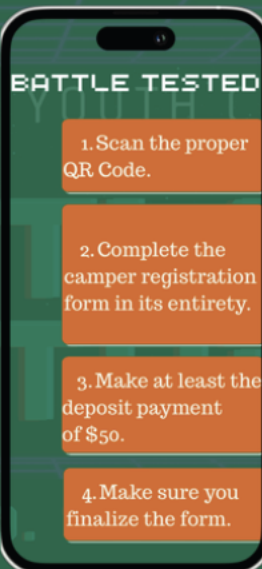 BATTLE TESTED
YOUTH C
1. Scan the proper
QR Code.
2. Complete the
camper registration
form in its entirety.
3. Make at least the
deposit payment
of $50.
4. Make sure you
finalize the form.